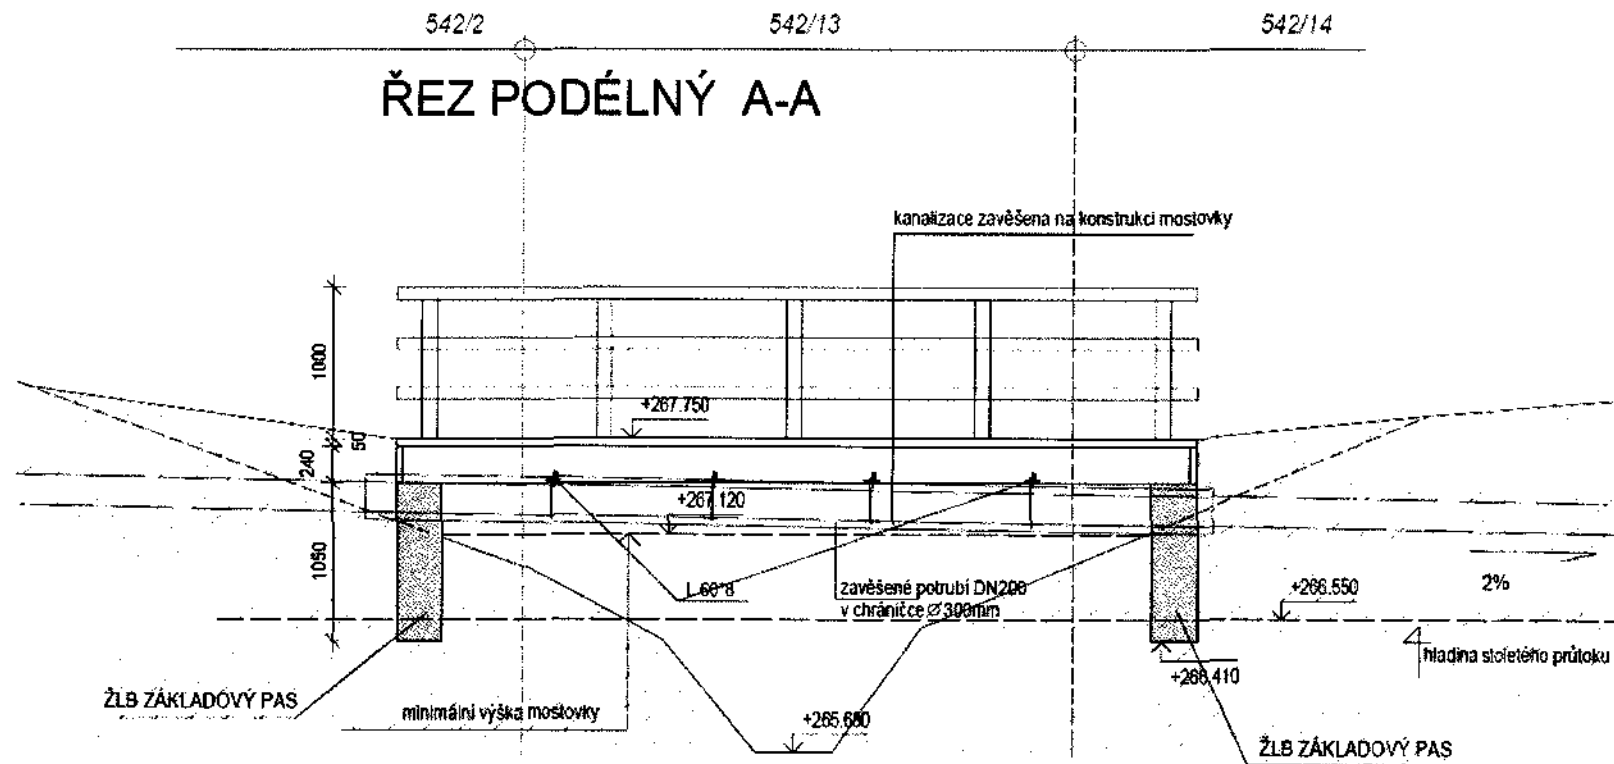 542/2
542/13
542/14
ŘEZ PODÉLNÝ A-A
kanalizace zavěšena na konstrukci mostovky
1000
+267.750
50
240
+267.120
1050
L 60*8
zavěšené potrubí DN200
v chráničce Ø 300mm
+266.550
2%
hladina stoletého průtoku
+266.410
ŽLB ZÁKLADOVÝ PAS
minimální výška mostovky
+265.680
ŽLB ZÁKLADOVÝ PAS